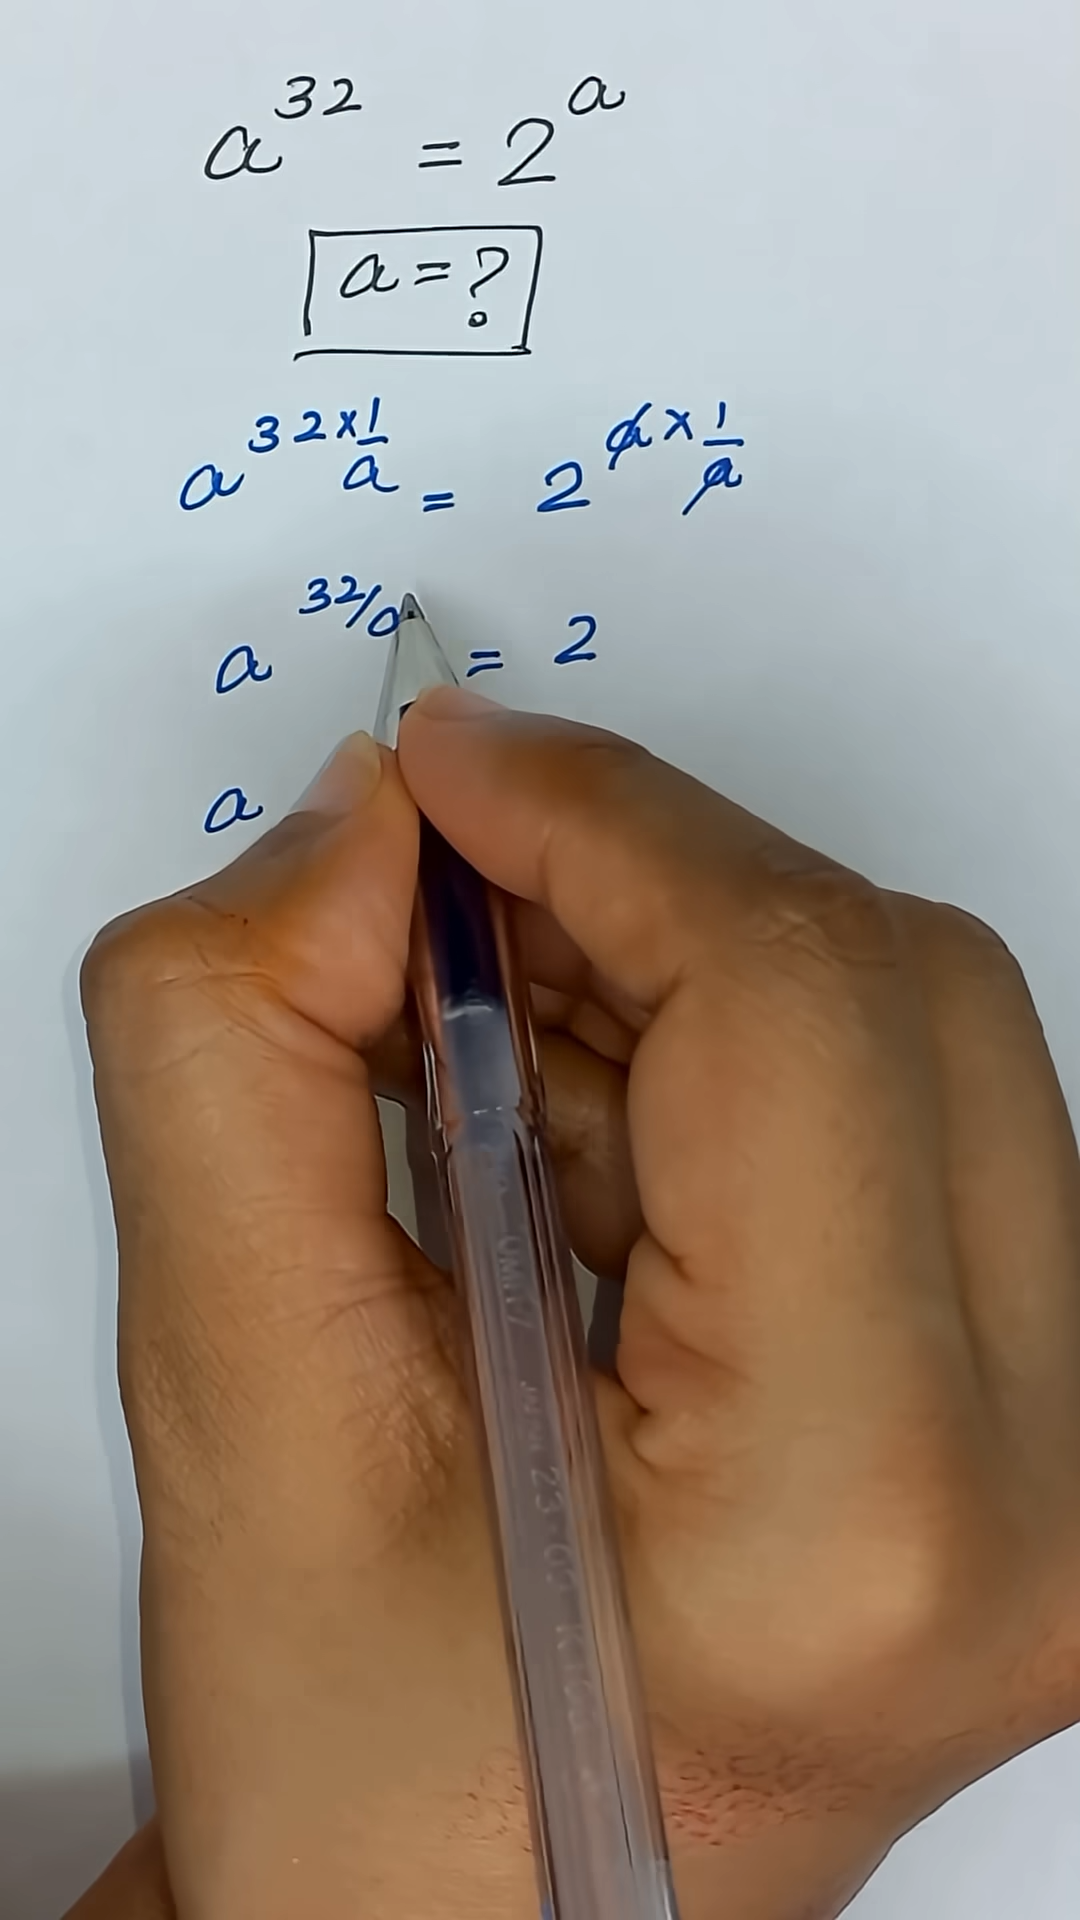 a^32 = 2^a
a = ?
a^(32 × 1/a) = 2^(a × 1/a)
a^(32/a) = 2
a